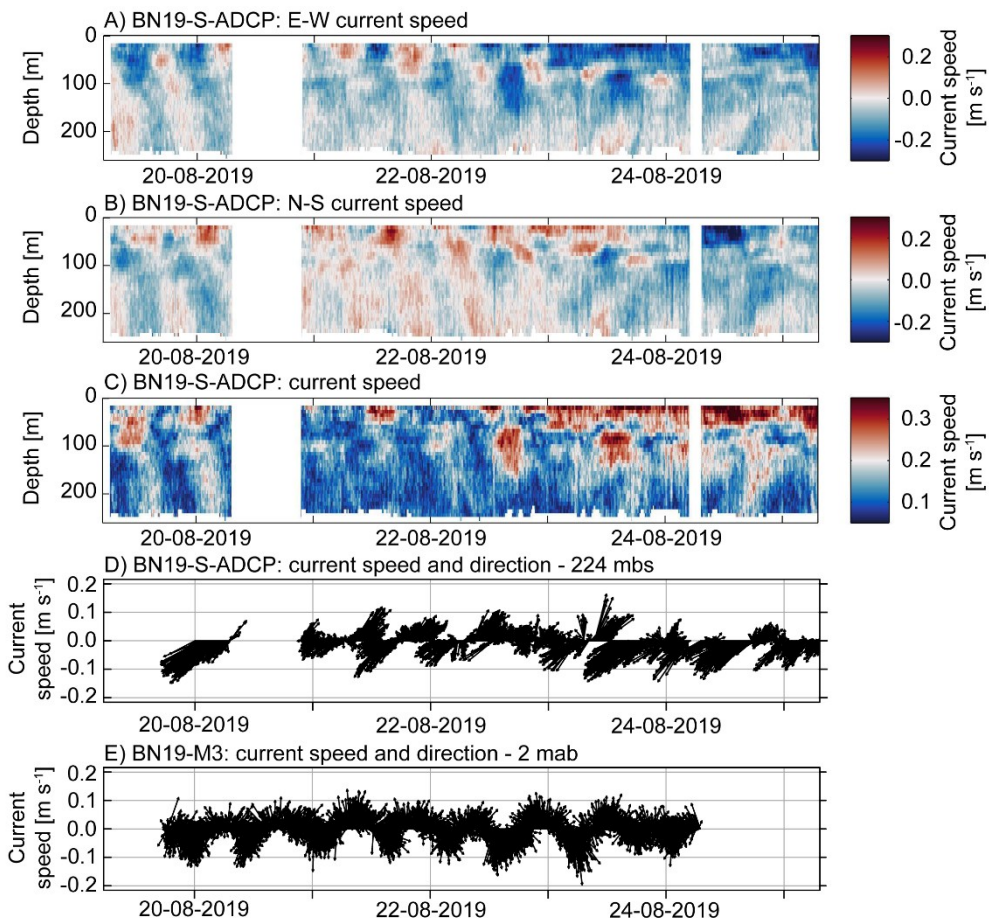 A) BN19-S-ADCP: E-W current speed
0
100
200
Depth [m]
20-08-2019
22-08-2019
24-08-2019
0.2
0.0
-0.2
Current speed
[m s⁻¹]
B) BN19-S-ADCP: N-S current speed
0
100
200
Depth [m]
20-08-2019
22-08-2019
24-08-2019
0.2
0.0
-0.2
Current speed
[m s⁻¹]
C) BN19-S-ADCP: current speed
0
100
200
Depth [m]
20-08-2019
22-08-2019
24-08-2019
0.3
0.2
0.1
Current speed
[m s⁻¹]
D) BN19-S-ADCP: current speed and direction - 224 mbs
0.2
0.1
0.0
-0.1
-0.2
Current
speed [m s⁻¹]
20-08-2019
22-08-2019
24-08-2019
E) BN19-M3: current speed and direction - 2 mab
0.2
0.1
0.0
-0.1
-0.2
Current
speed [m s⁻¹]
20-08-2019
22-08-2019
24-08-2019